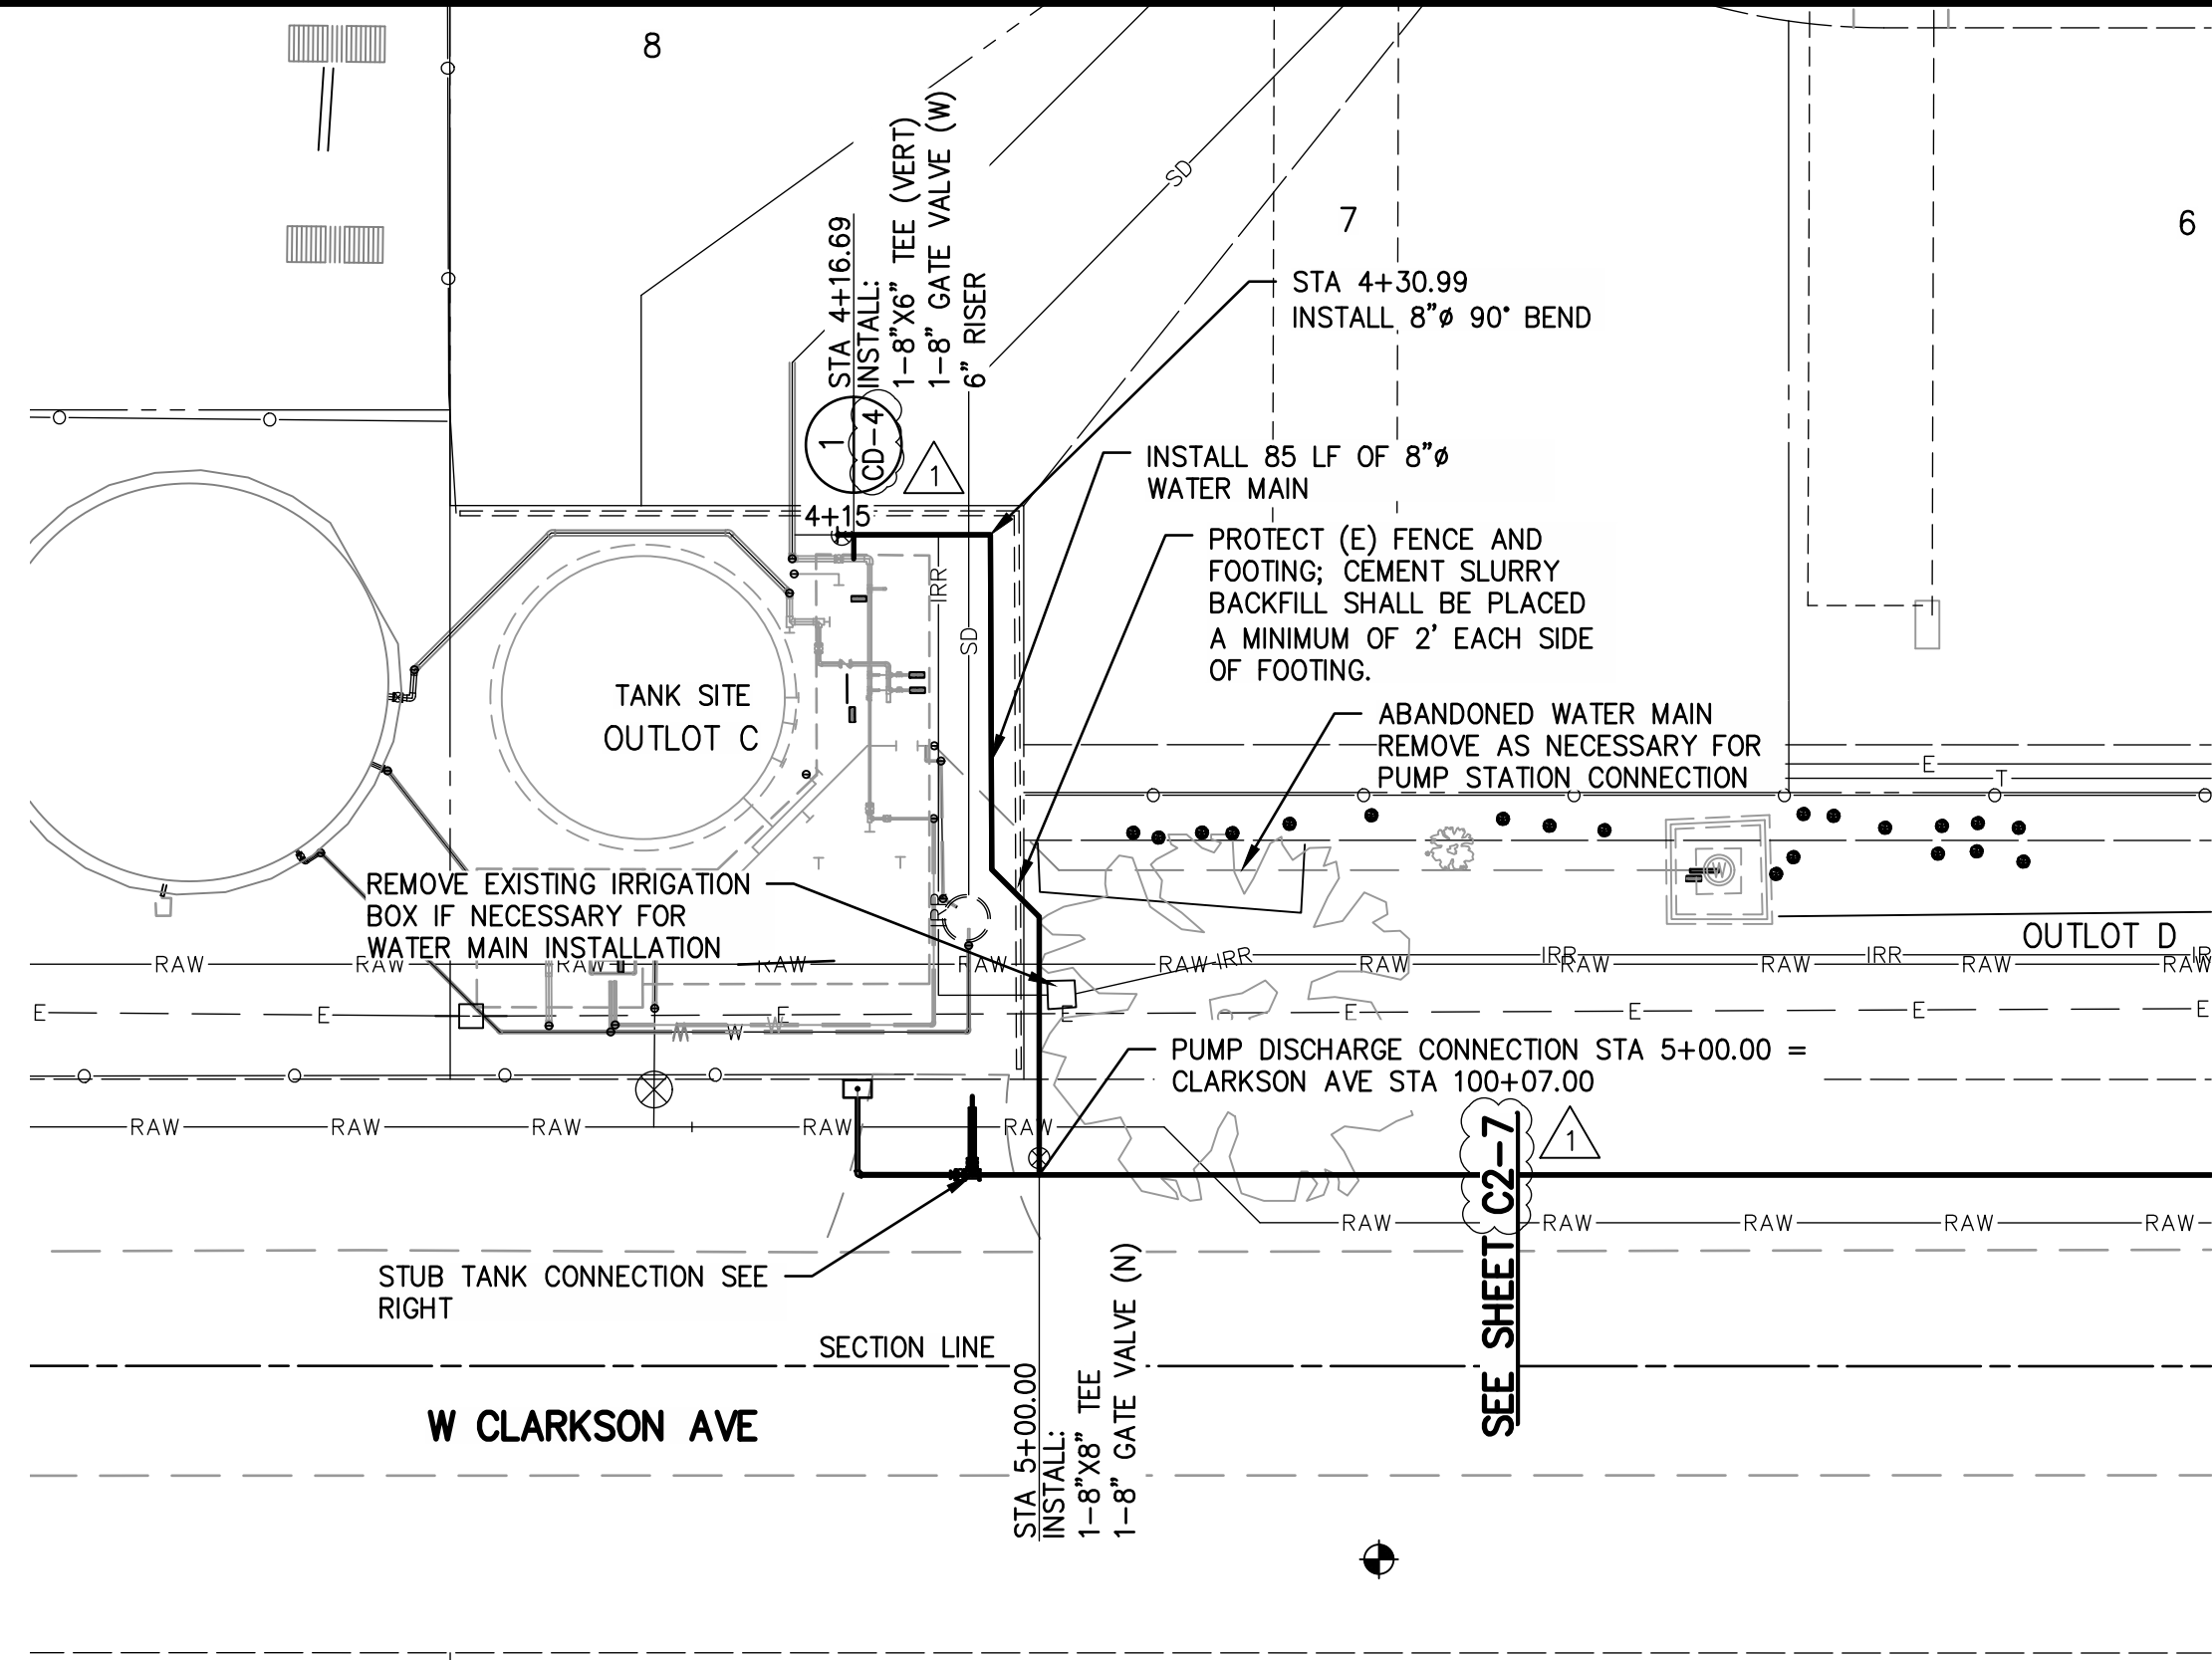 8
7
6
STA 4+16.69
INSTALL:
1-8"X6" TEE (VERT)
1-8" GATE VALVE (W)
6" RISER
SD
STA 4+30.99
INSTALL 8"ø 90° BEND
1
CD-4
1
4+15
INSTALL 85 LF OF 8"ø
WATER MAIN
PROTECT (E) FENCE AND
FOOTING; CEMENT SLURRY
BACKFILL SHALL BE PLACED
A MINIMUM OF 2' EACH SIDE
OF FOOTING.
IRR
SD
TANK SITE
OUTLOT C
ABANDONED WATER MAIN
REMOVE AS NECESSARY FOR
PUMP STATION CONNECTION
E
T
W
REMOVE EXISTING IRRIGATION
BOX IF NECESSARY FOR
WATER MAIN INSTALLATION
OUTLOT D
IRR IRR IRR
RAW RAW RAW RAW RAW RAW RAW RAW RAW RAW RAW
E E E E E E E E
W W
PUMP DISCHARGE CONNECTION STA 5+00.00 =
CLARKSON AVE STA 100+07.00
RAW RAW RAW RAW RAW
1
SEE SHEET C2-7
RAW RAW RAW RAW RAW
STUB TANK CONNECTION SEE
RIGHT
SECTION LINE
W CLARKSON AVE
STA 5+00.00
INSTALL:
1-8"X8" TEE
1-8" GATE VALVE (N)